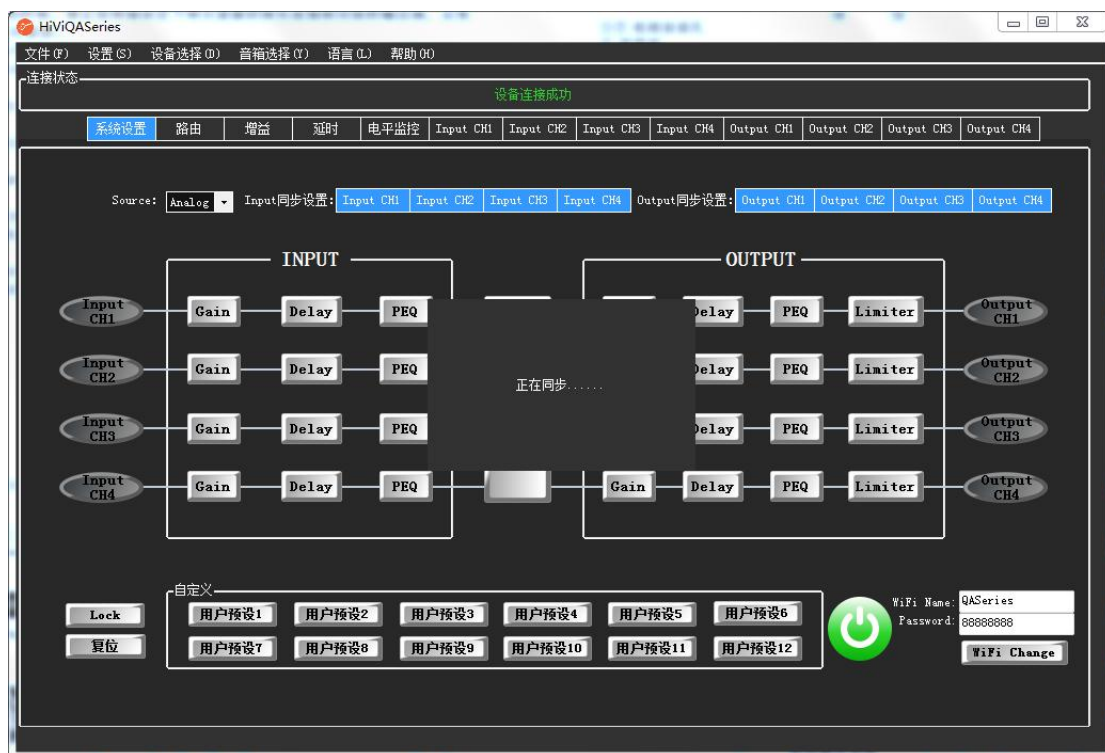 HiViQASeries
文件(F) 设置(S) 设备选择(D) 音箱选择(Y) 语言(L) 帮助(H)
连接状态
设备连接成功
系统设置 路由 增益 延时 电平监控 Input CH1 Input CH2 Input CH3 Input CH4 Output CH1 Output CH2 Output CH3 Output CH4
Source: Analog Input同步设置: Input CH1 Input CH2 Input CH3 Input CH4 Output同步设置: Output CH1 Output CH2 Output CH3 Output CH4
INPUT OUTPUT
Input CH1 Gain Delay PEQ Delay PEQ Limiter Output CH1
Input CH2 Gain Delay PEQ Delay PEQ Limiter Output CH2
正在同步......
Input CH3 Gain Delay PEQ Delay PEQ Limiter Output CH3
Input CH4 Gain Delay PEQ Gain Delay PEQ Limiter Output CH4
自定义
Lock 用户预设1 用户预设2 用户预设3 用户预设4 用户预设5 用户预设6 WiFi Name: QASeries
Password: 88888888
复位 用户预设7 用户预设8 用户预设9 用户预设10 用户预设11 用户预设12 WiFi Change